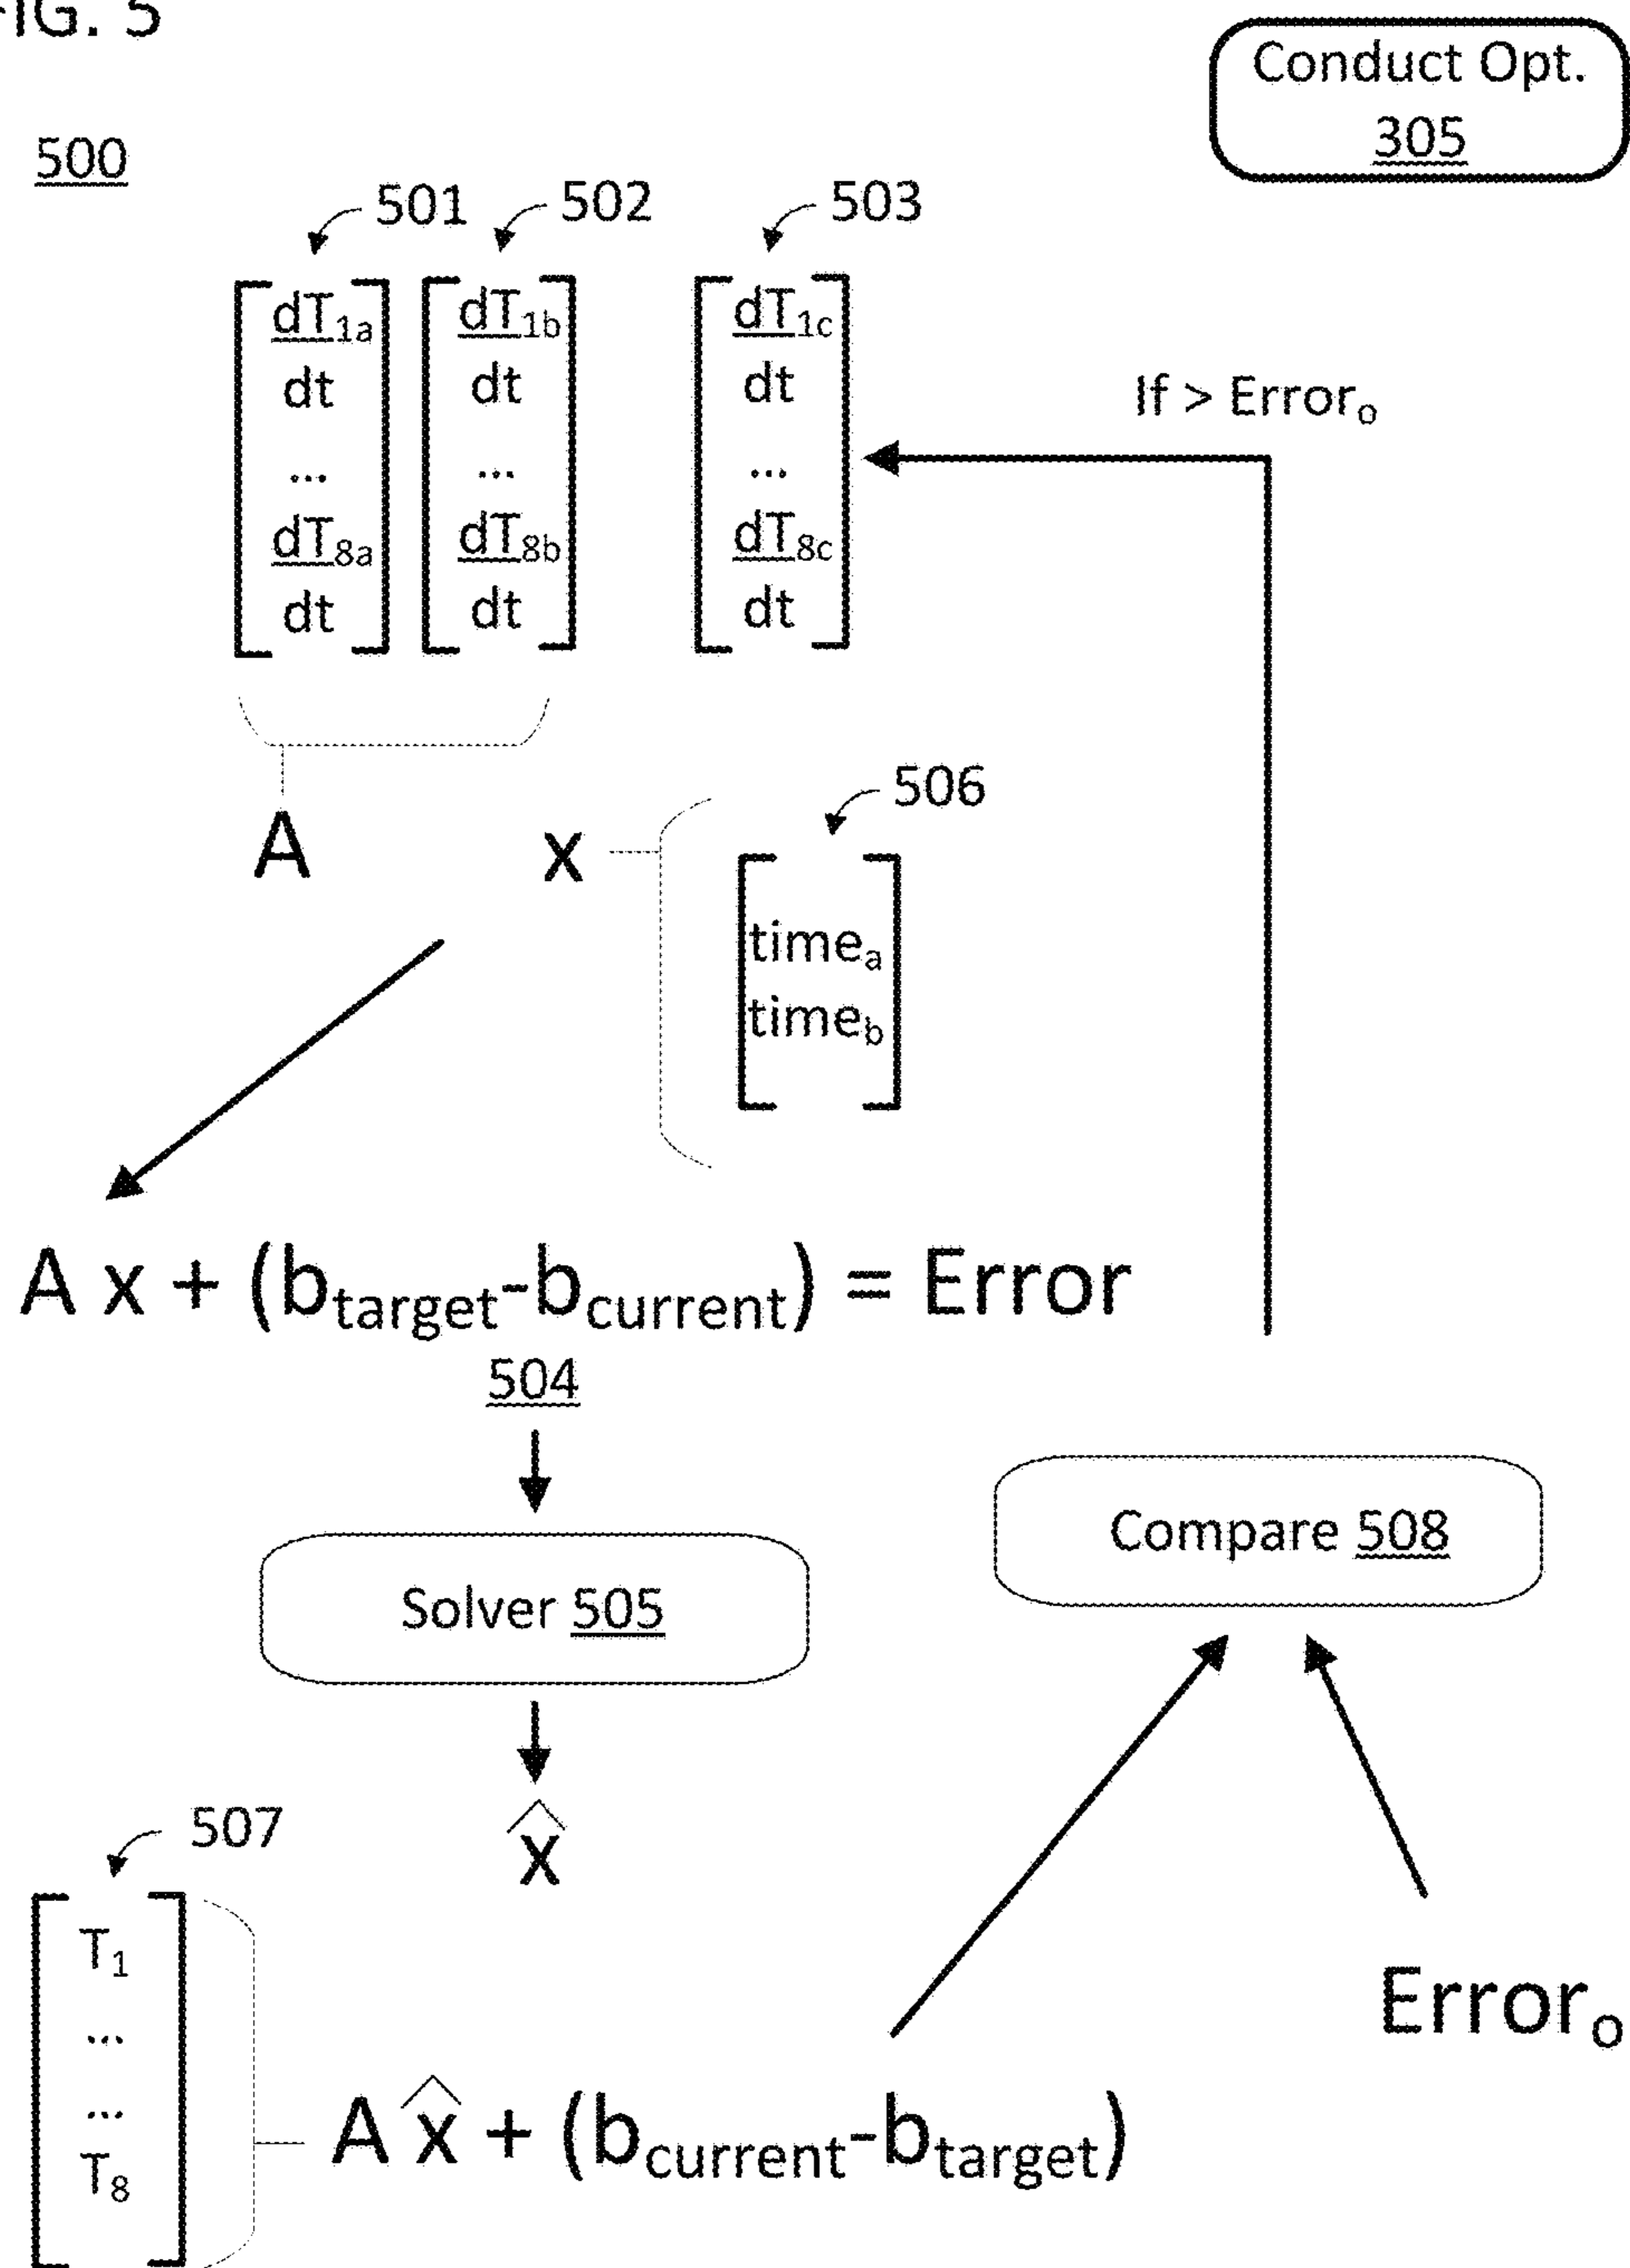 FIG. 5
Conduct Opt.
305
500
501 502 503
dT1a dT1b dT1c
dt dt dt
... ... ...
dT8a dT8b dT8c
dt dt dt
If > Erroro
A x
506
timea
timeb
A x + (btarget-bcurrent) = Error
504
Solver 505
Compare 508
x̂
507
T1
...
...
T8
A x̂ + (bcurrent-btarget)
Erroro